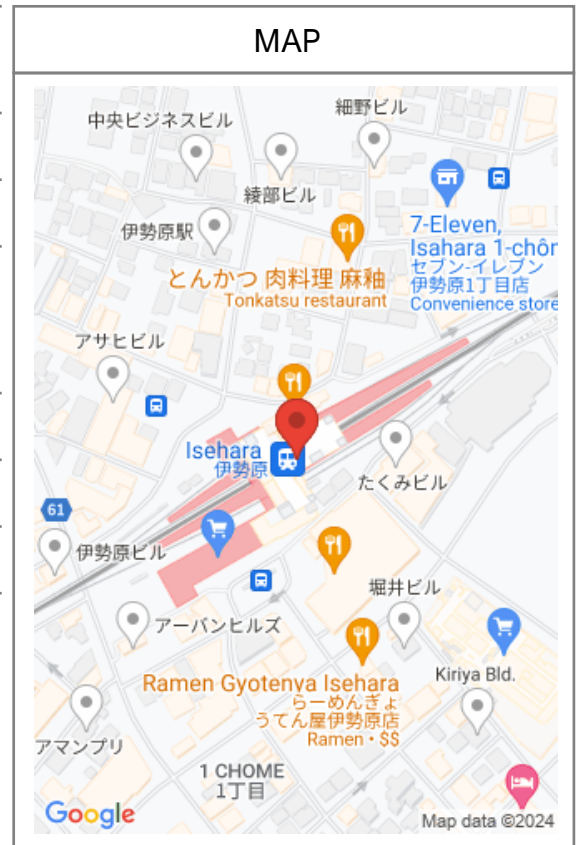 MAP
細野ビル
中央ビジネスビル
綾部ビル
伊勢原駅
7-Eleven,
Isahara 1-chôr
セブン-イレブン
伊勢原1丁目店
Convenience store
とんかつ 肉料理 麻釉
Tonkatsu restaurant
アサヒビル
Isehara
伊勢原
たくみビル
61
伊勢原ビル
堀井ビル
アーバンヒルズ
Kiriya Bld.
Ramen Gyotenya Isehara
らーめんぎょ
うてん屋伊勢原店
Ramen・$$
アマンプリ
1 CHOME
1丁目
Google
Map data ©2024